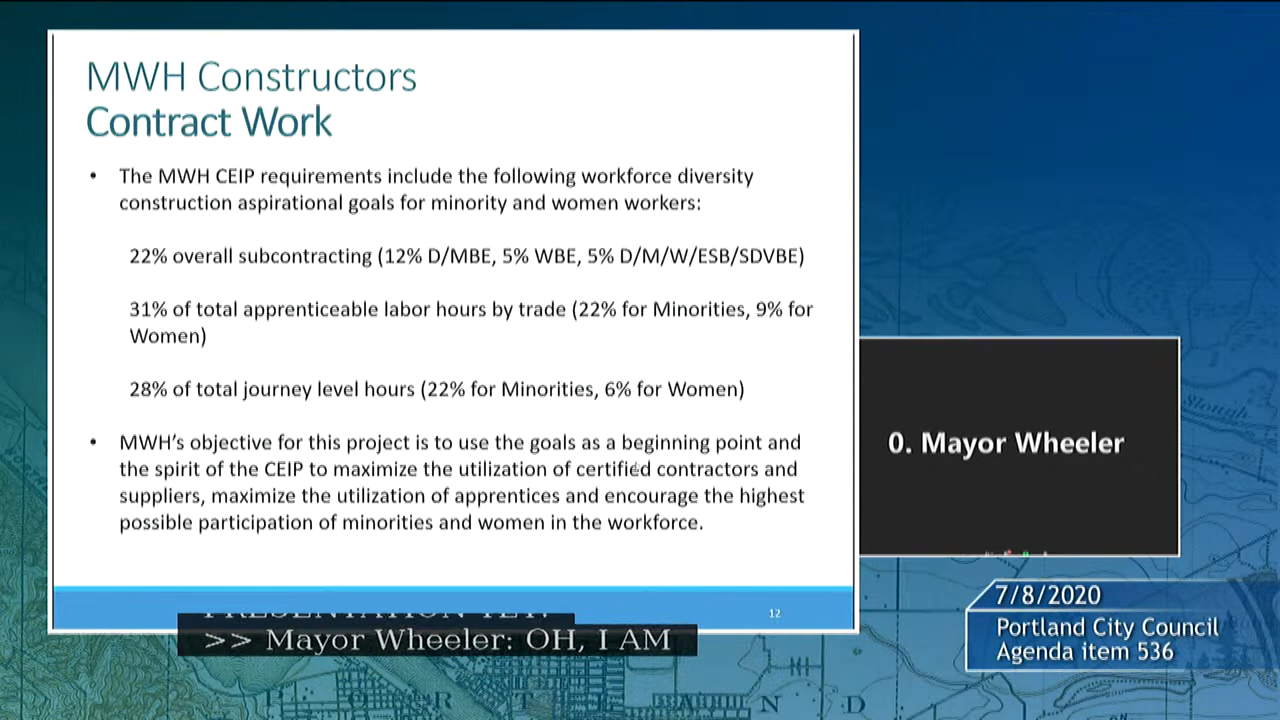 MWH Constructors
Contract Work
• The MWH CEIP requirements include the following workforce diversity
construction aspirational goals for minority and women workers:
22% overall subcontracting (12% D/MBE, 5% WBE, 5% D/M/W/ESB/SDVBE)
31% of total apprenticeable labor hours by trade (22% for Minorities, 9% for
Women)
28% of total journey level hours (22% for Minorities, 6% for Women)
• MWH's objective for this project is to use the goals as a beginning point and
the spirit of the CEIP to maximize the utilization of certified contractors and
suppliers, maximize the utilization of apprentices and encourage the highest
possible participation of minorities and women in the workforce.
12
0. Mayor Wheeler
PRESENTATION YET.
>> Mayor Wheeler: OH, I AM
7/8/2020
Portland City Council
Agenda item 536
Slough